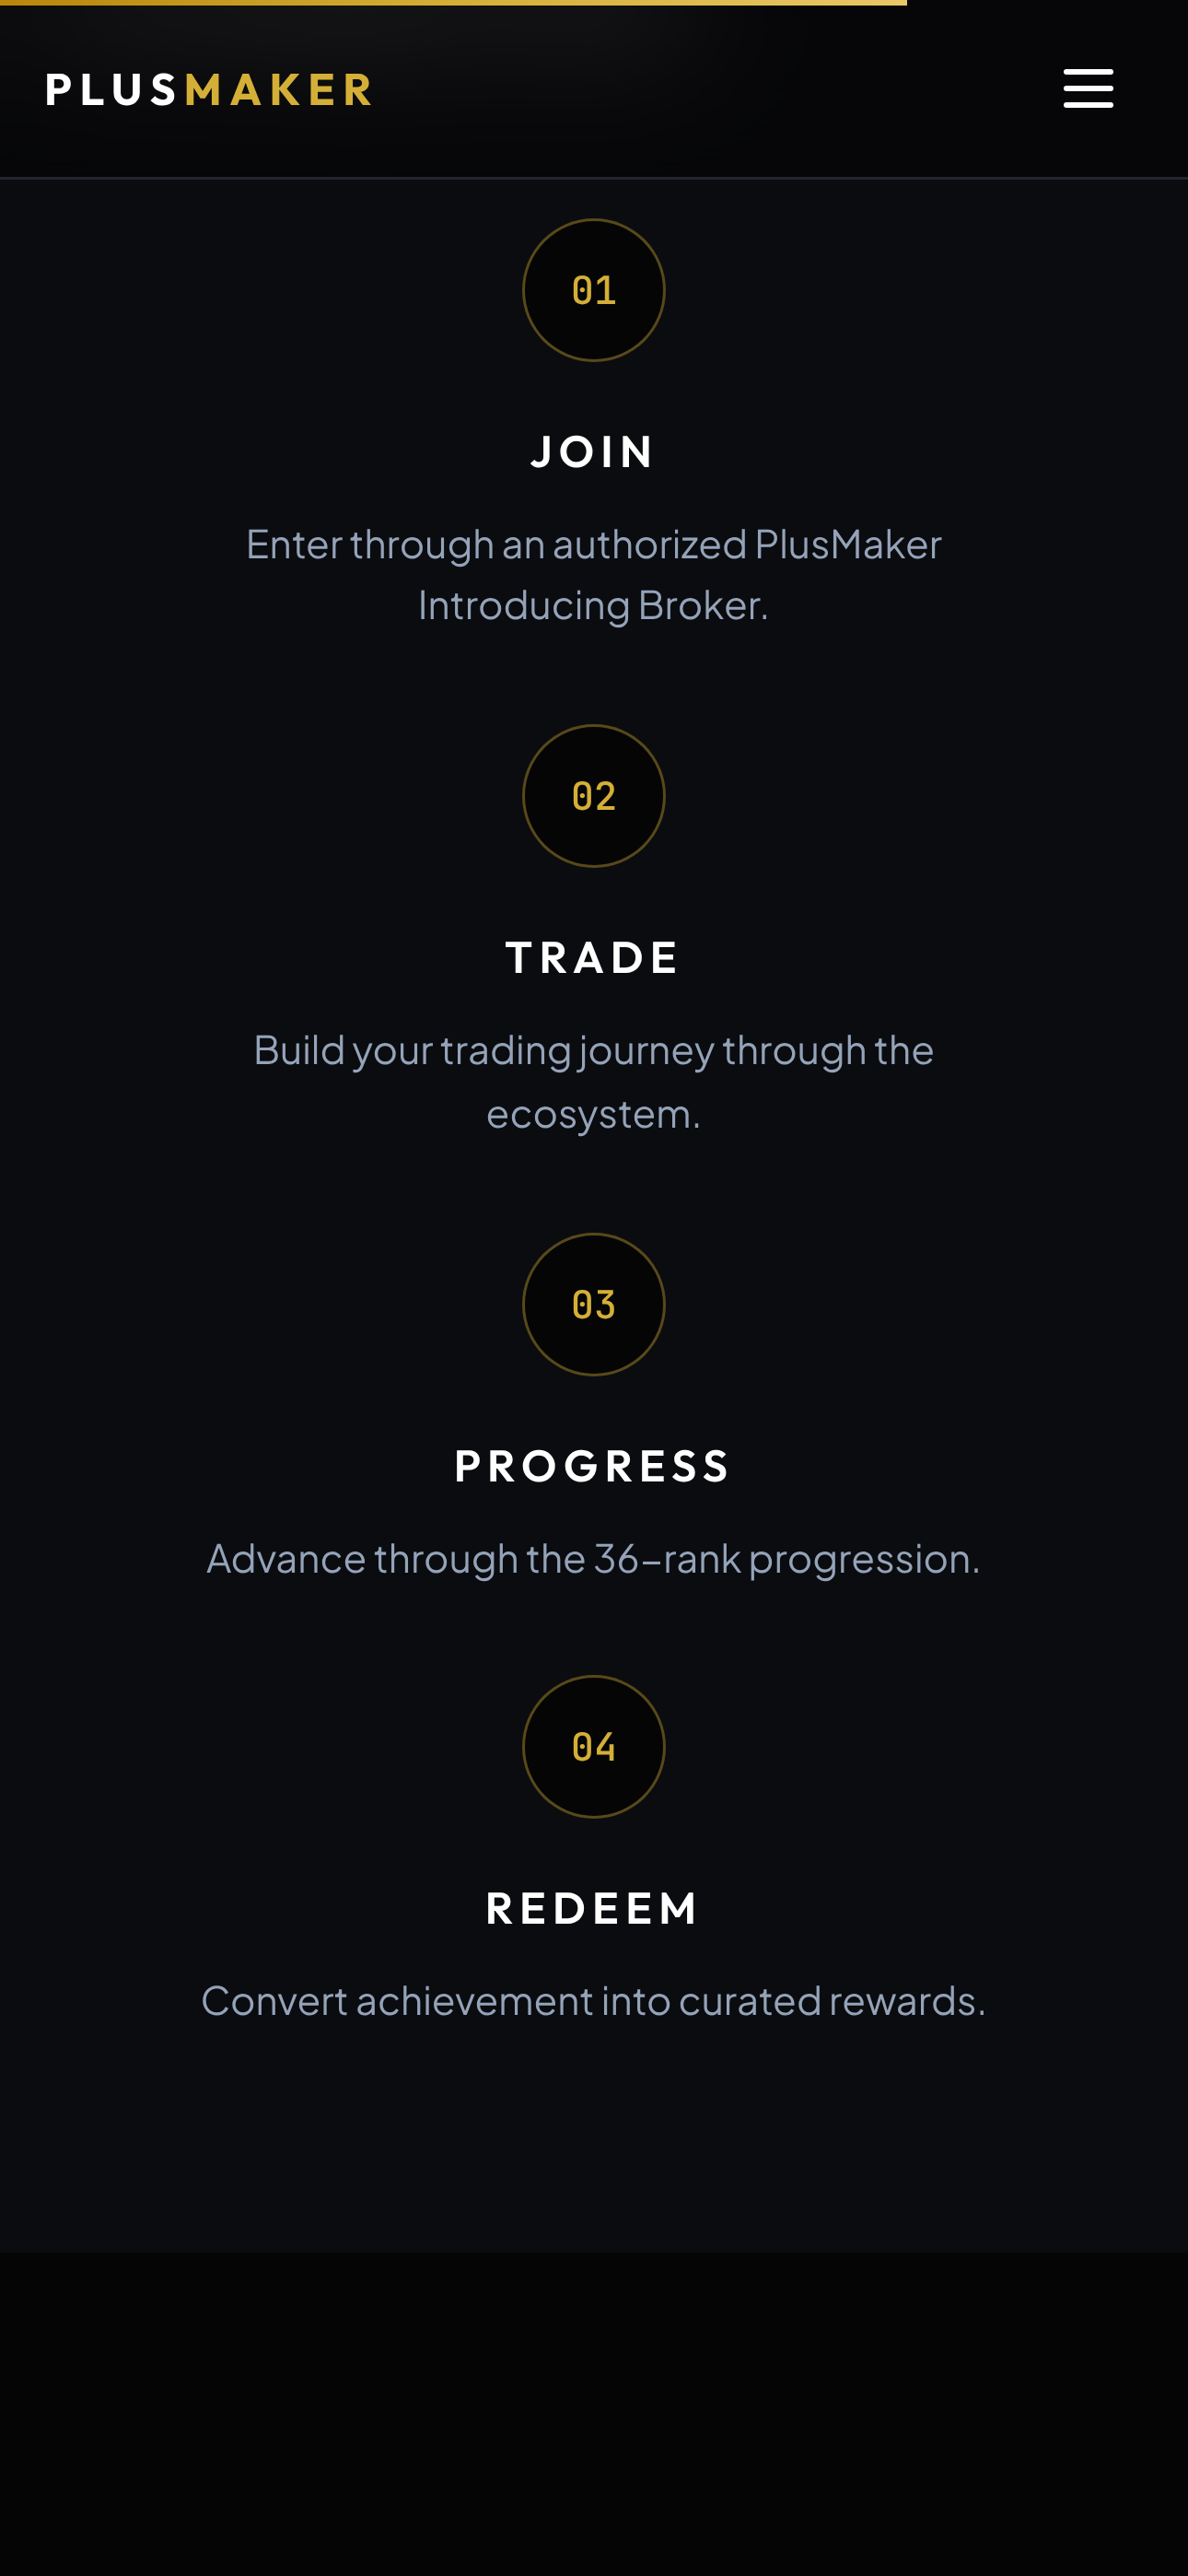 PLUSMAKER
01
JOIN
Enter through an authorized PlusMaker
Introducing Broker.
02
TRADE
Build your trading journey through the
ecosystem.
03
PROGRESS
Advance through the 36-rank progression.
04
REDEEM
Convert achievement into curated rewards.